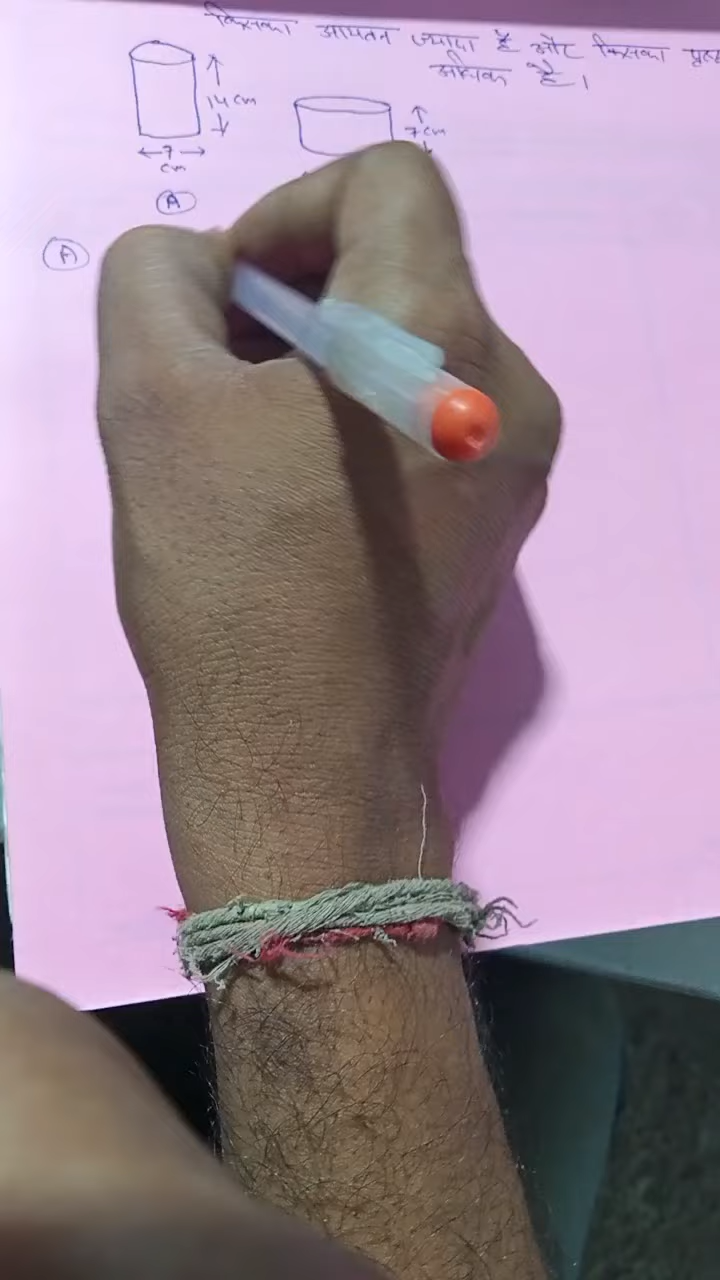 किसका आयतन ज्यादा है और किसका
अधिक है।
14 cm
7 cm
7
cm
A
A